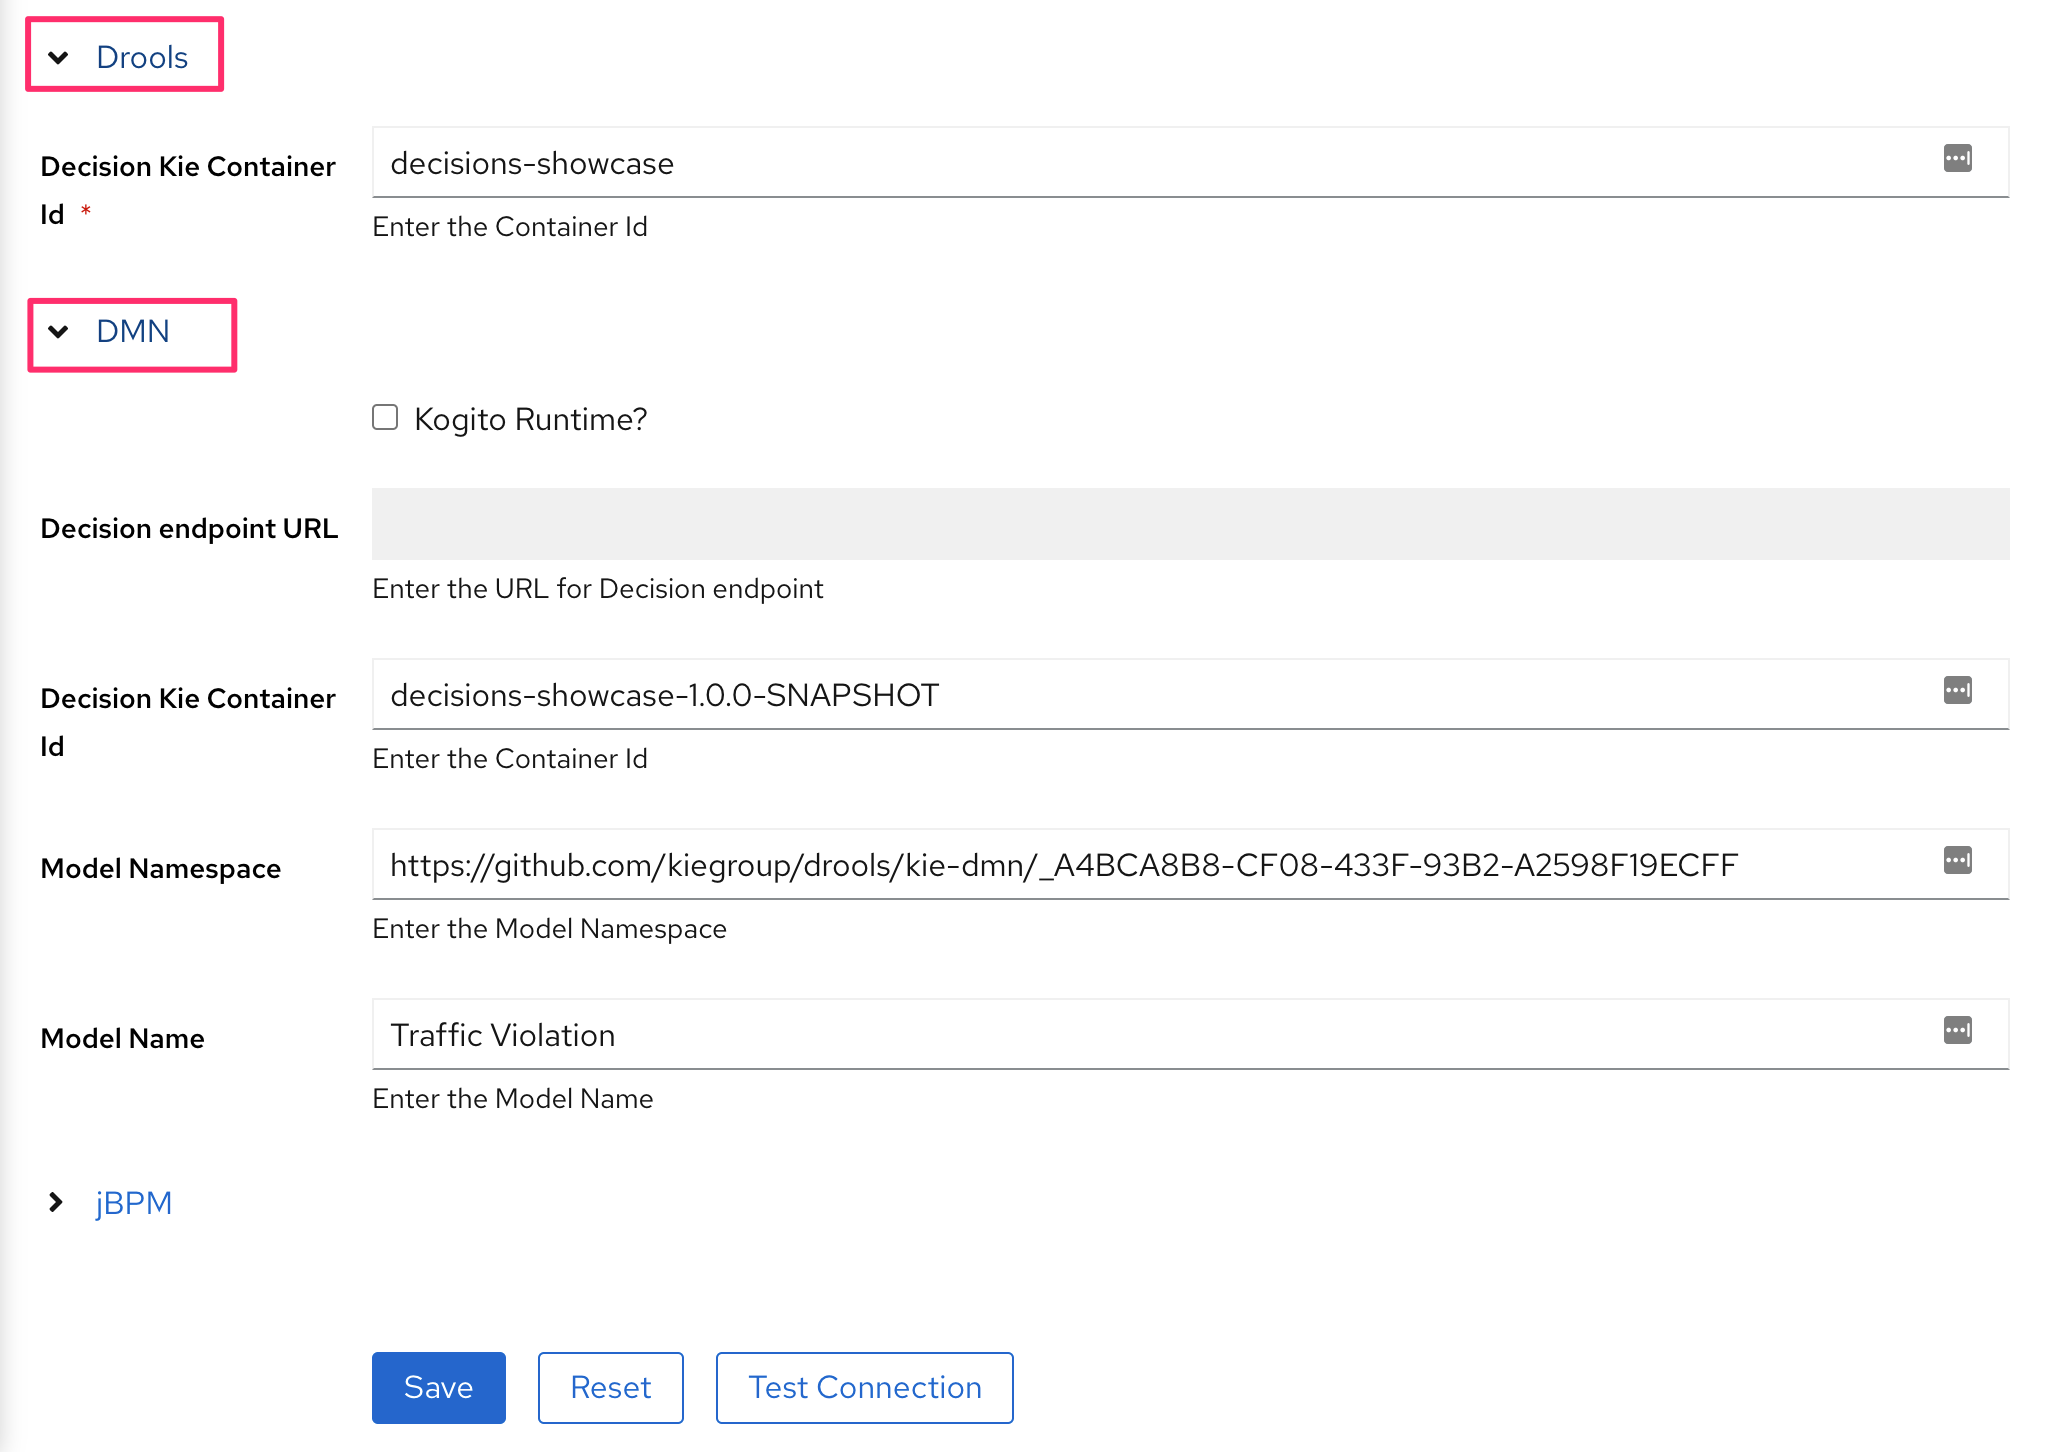 Drools
Decision Kie Container
Id *
decisions-showcase
Enter the Container Id
DMN
Kogito Runtime?
Decision endpoint URL
Enter the URL for Decision endpoint
Decision Kie Container
Id
decisions-showcase-1.0.0-SNAPSHOT
Enter the Container Id
Model Namespace
https://github.com/kiegroup/drools/kie-dmn/_A4BCA8B8-CF08-433F-93B2-A2598F19ECFF
Enter the Model Namespace
Model Name
Traffic Violation
Enter the Model Name
jBPM
Save
Reset
Test Connection